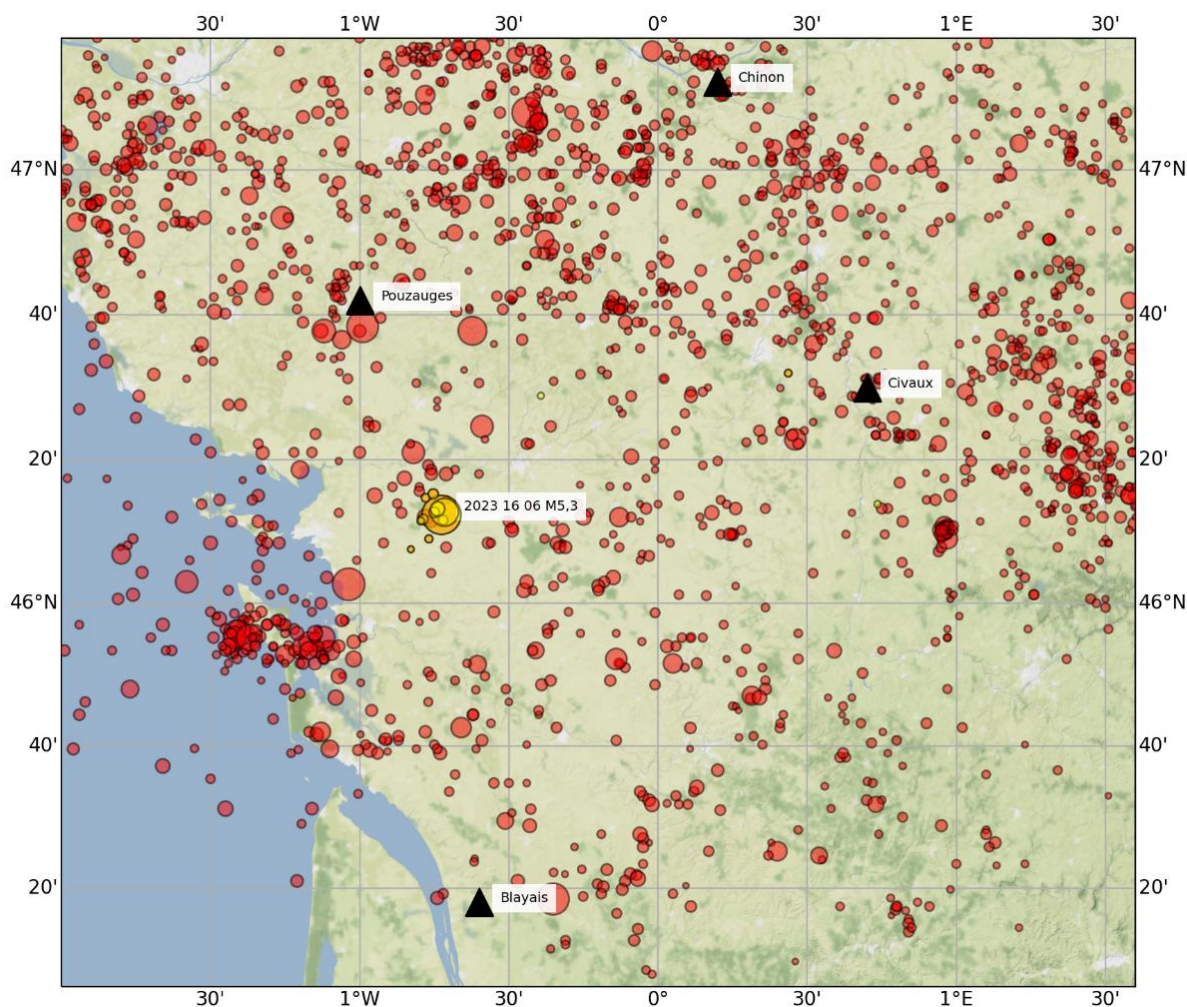 30' 1°W 30' 0° 30' 1°E 30'
Chinon
47°N 47°N
Pouzauges
40' 40'
Civaux
20' 20'
2023 16 06 M5,3
46°N 46°N
40' 40'
20' 20'
Blayais
30' 1°W 30' 0° 30' 1°E 30'